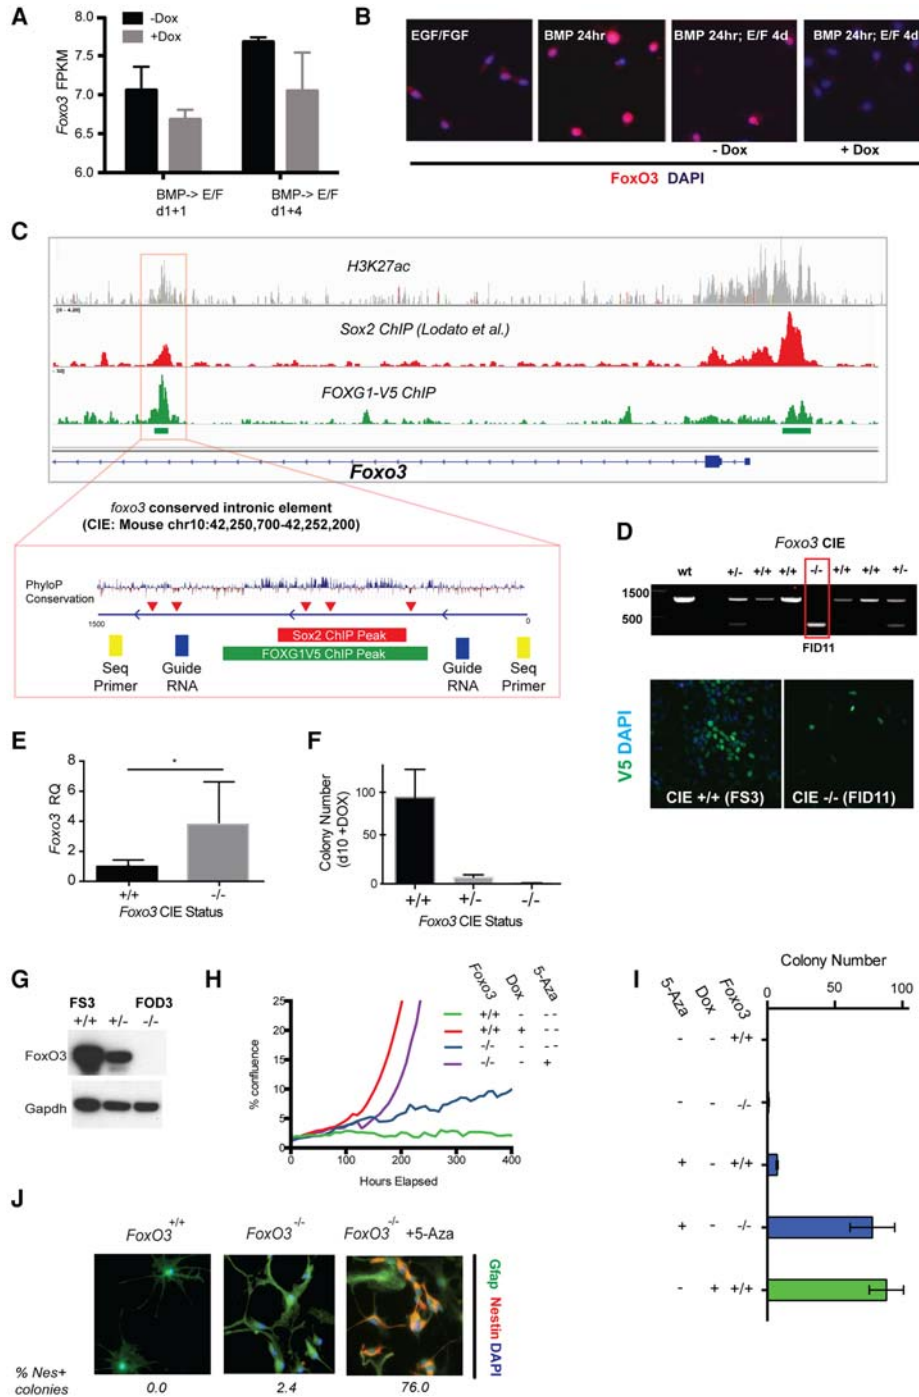 A
-Dox
+Dox
Foxo3 FPKM
8.0
7.5
7.0
6.5
6.0
BMP-> E/F
d1+1
BMP-> E/F
d1+4
B
EGF/FGF
BMP 24hr
BMP 24hr; E/F 4d
BMP 24hr; E/F 4d
- Dox
+ Dox
FoxO3 DAPI
C
H3K27ac
Sox2 ChIP (Lodato et al.)
FOXG1-V5 ChIP
Foxo3
foxo3 conserved intronic element
(CIE: Mouse chr10:42,250,700-42,252,200)
PhyloP
Conservation
1500
0
Sox2 ChIP Peak
FOXG1V5 ChIP Peak
Seq
Primer
Guide
RNA
Guide
RNA
Seq
Primer
D
Foxo3 CIE
wt
+/- +/+ +/+ -/- +/+ +/+ +/-
1500
500
FID11
V5 DAPI
CIE +/+ (FS3)
CIE -/- (FID11)
E
Foxo3 RQ
8
6
4
2
0
*
+/+
-/-
Foxo3 CIE Status
F
Colony Number
(d10 +DOX)
100
50
0
+/+
+/-
-/-
Foxo3 CIE Status
G
FS3 FOD3
+/+ +/- -/-
FoxO3
Gapdh
H
% confluence
25
20
15
10
5
0
0 100 200 300 400
Hours Elapsed
Foxo3 Dox 5-Aza
+/+ - --
+/+ + --
-/- - --
-/- - +
I
Colony Number
0 50 100
5-Aza Dox Foxo3
- - +/+
- - -/-
+ - +/+
+ - -/-
- + +/+
J
FoxO3+/+
FoxO3-/-
FoxO3-/- +5-Aza
Gfap Nestin DAPI
% Nes+
colonies
0.0
2.4
76.0